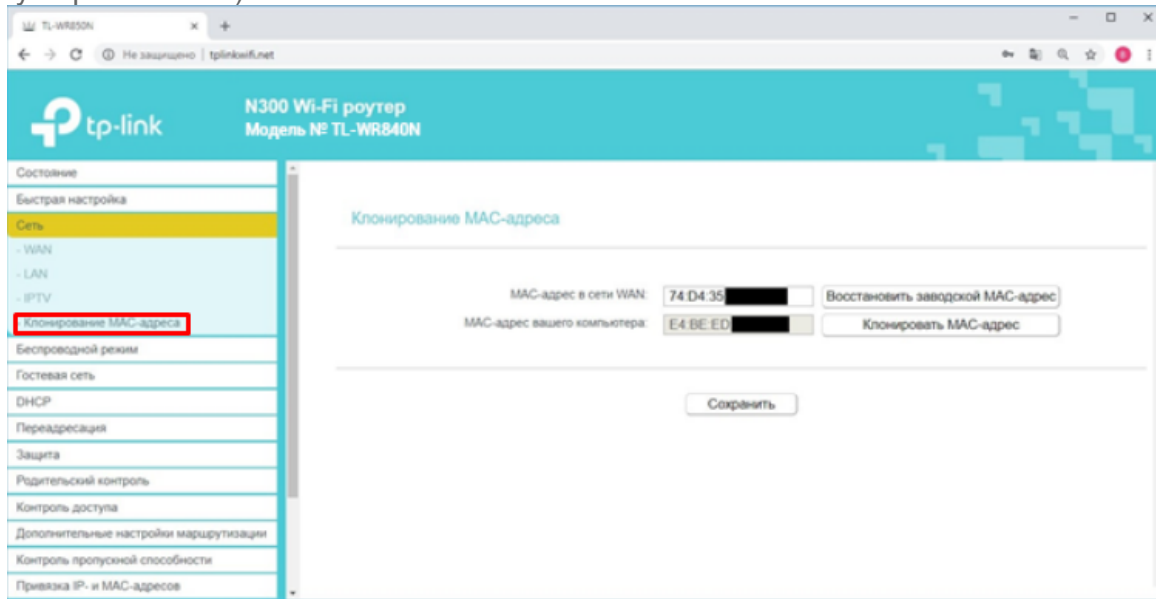 TL-WR850N
Не защищено | tplinkwifi.net
tp-link
N300 Wi-Fi роутер
Модель № TL-WR840N
Состояние
Быстрая настройка
Сеть
- WAN
- LAN
- IPTV
- Клонирование MAC-адреса
Беспроводной режим
Гостевая сеть
DHCP
Переадресация
Защита
Родительский контроль
Контроль доступа
Дополнительные настройки маршрутизации
Контроль пропускной способности
Привязка IP- и MAC-адресов
Клонирование MAC-адреса
MAC-адрес в сети WAN: 74:D4:35 Восстановить заводской MAC-адрес
MAC-адрес вашего компьютера: E4:BE:ED Клонировать MAC-адрес
Сохранить